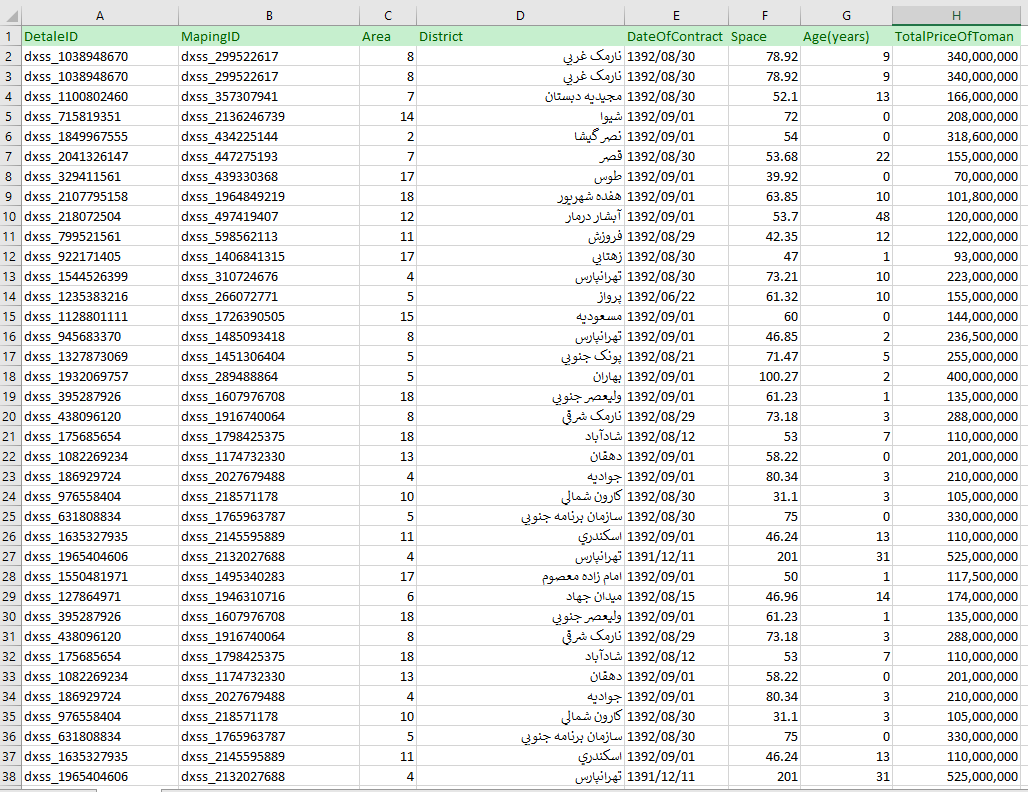 A B C D E F G H
1 DetaleID MapingID Area District DateOfContract Space Age(years) TotalPriceOfToman
2 dxss_1038948670 dxss_299522617 8 نارمک غربي 1392/08/30 78.92 9 340,000,000
3 dxss_1038948670 dxss_299522617 8 نارمک غربي 1392/08/30 78.92 9 340,000,000
4 dxss_1100802460 dxss_357307941 7 مجيديه دبستان 1392/08/30 52.1 13 166,000,000
5 dxss_715819351 dxss_2136246739 14 شيوا 1392/09/01 72 0 208,000,000
6 dxss_1849967555 dxss_434225144 2 نصر گيشا 1392/09/01 54 0 318,600,000
7 dxss_2041326147 dxss_447275193 7 قصر 1392/08/30 53.68 22 155,000,000
8 dxss_329411561 dxss_439330368 17 طوس 1392/09/01 39.92 0 70,000,000
9 dxss_2107795158 dxss_1964849219 18 هفده شهريور 1392/09/01 63.85 10 101,800,000
10 dxss_218072504 dxss_497419407 12 آبشار درمار 1392/09/01 53.7 48 120,000,000
11 dxss_799521561 dxss_598562113 11 فروزش 1392/08/29 42.35 12 122,000,000
12 dxss_922171405 dxss_1406841315 17 زهتابي 1392/08/30 47 1 93,000,000
13 dxss_1544526399 dxss_310724676 4 تهرانپارس 1392/08/30 73.21 10 223,000,000
14 dxss_1235383216 dxss_266072771 5 پرواز 1392/06/22 61.32 10 155,000,000
15 dxss_1128801111 dxss_1726390505 15 مسعوديه 1392/09/01 60 0 144,000,000
16 dxss_945683370 dxss_1485093418 8 تهرانپارس 1392/09/01 46.85 2 236,500,000
17 dxss_1327873069 dxss_1451306404 5 پونک جنوبي 1392/08/21 71.47 5 255,000,000
18 dxss_1932069757 dxss_289488864 5 بهاران 1392/09/01 100.27 2 400,000,000
19 dxss_395287926 dxss_1607976708 18 وليعصر جنوبي 1392/09/01 61.23 1 135,000,000
20 dxss_438096120 dxss_1916740064 8 نارمک شرقي 1392/08/29 73.18 3 288,000,000
21 dxss_175685654 dxss_1798425375 18 شادآباد 1392/08/12 53 7 110,000,000
22 dxss_1082269234 dxss_1174732330 13 دهقان 1392/09/01 58.22 0 201,000,000
23 dxss_186929724 dxss_2027679488 4 جواديه 1392/09/01 80.34 3 210,000,000
24 dxss_976558404 dxss_218571178 10 کارون شمالي 1392/08/30 31.1 3 105,000,000
25 dxss_631808834 dxss_1765963787 5 سازمان برنامه جنوبي 1392/08/30 75 0 330,000,000
26 dxss_1635327935 dxss_2145595889 11 اسکندري 1392/09/01 46.24 13 110,000,000
27 dxss_1965404606 dxss_2132027688 4 تهرانپارس 1391/12/11 201 31 525,000,000
28 dxss_1550481971 dxss_1495340283 17 امام زاده معصوم 1392/09/01 50 1 117,500,000
29 dxss_127864971 dxss_1946310716 6 ميدان جهاد 1392/08/15 46.96 14 174,000,000
30 dxss_395287926 dxss_1607976708 18 وليعصر جنوبي 1392/09/01 61.23 1 135,000,000
31 dxss_438096120 dxss_1916740064 8 نارمک شرقي 1392/08/29 73.18 3 288,000,000
32 dxss_175685654 dxss_1798425375 18 شادآباد 1392/08/12 53 7 110,000,000
33 dxss_1082269234 dxss_1174732330 13 دهقان 1392/09/01 58.22 0 201,000,000
34 dxss_186929724 dxss_2027679488 4 جواديه 1392/09/01 80.34 3 210,000,000
35 dxss_976558404 dxss_218571178 10 کارون شمالي 1392/08/30 31.1 3 105,000,000
36 dxss_631808834 dxss_1765963787 5 سازمان برنامه جنوبي 1392/08/30 75 0 330,000,000
37 dxss_1635327935 dxss_2145595889 11 اسکندري 1392/09/01 46.24 13 110,000,000
38 dxss_1965404606 dxss_2132027688 4 تهرانپارس 1391/12/11 201 31 525,000,000